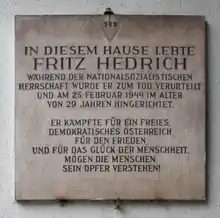 IN DIESEM HAUSE LEBTE
FRITZ HEDRICH
WÄHREND DER NATIONALSOZIALISTISCHEN
HERRSCHAFT WURDE ER ZUM TOD VERURTEILT
UND AM 25. FEBRUAR 1944 IM ALTER
VON 29 JAHREN HINGERICHTET.
ER KÄMPFTE FÜR EIN FREIES,
DEMOKRATISCHES ÖSTERREICH
FÜR DEN FRIEDEN
UND FÜR DAS GLÜCK DER MENSCHHEIT.
MÖGEN DIE MENSCHEN
SEIN OPFER VERSTEHEN!